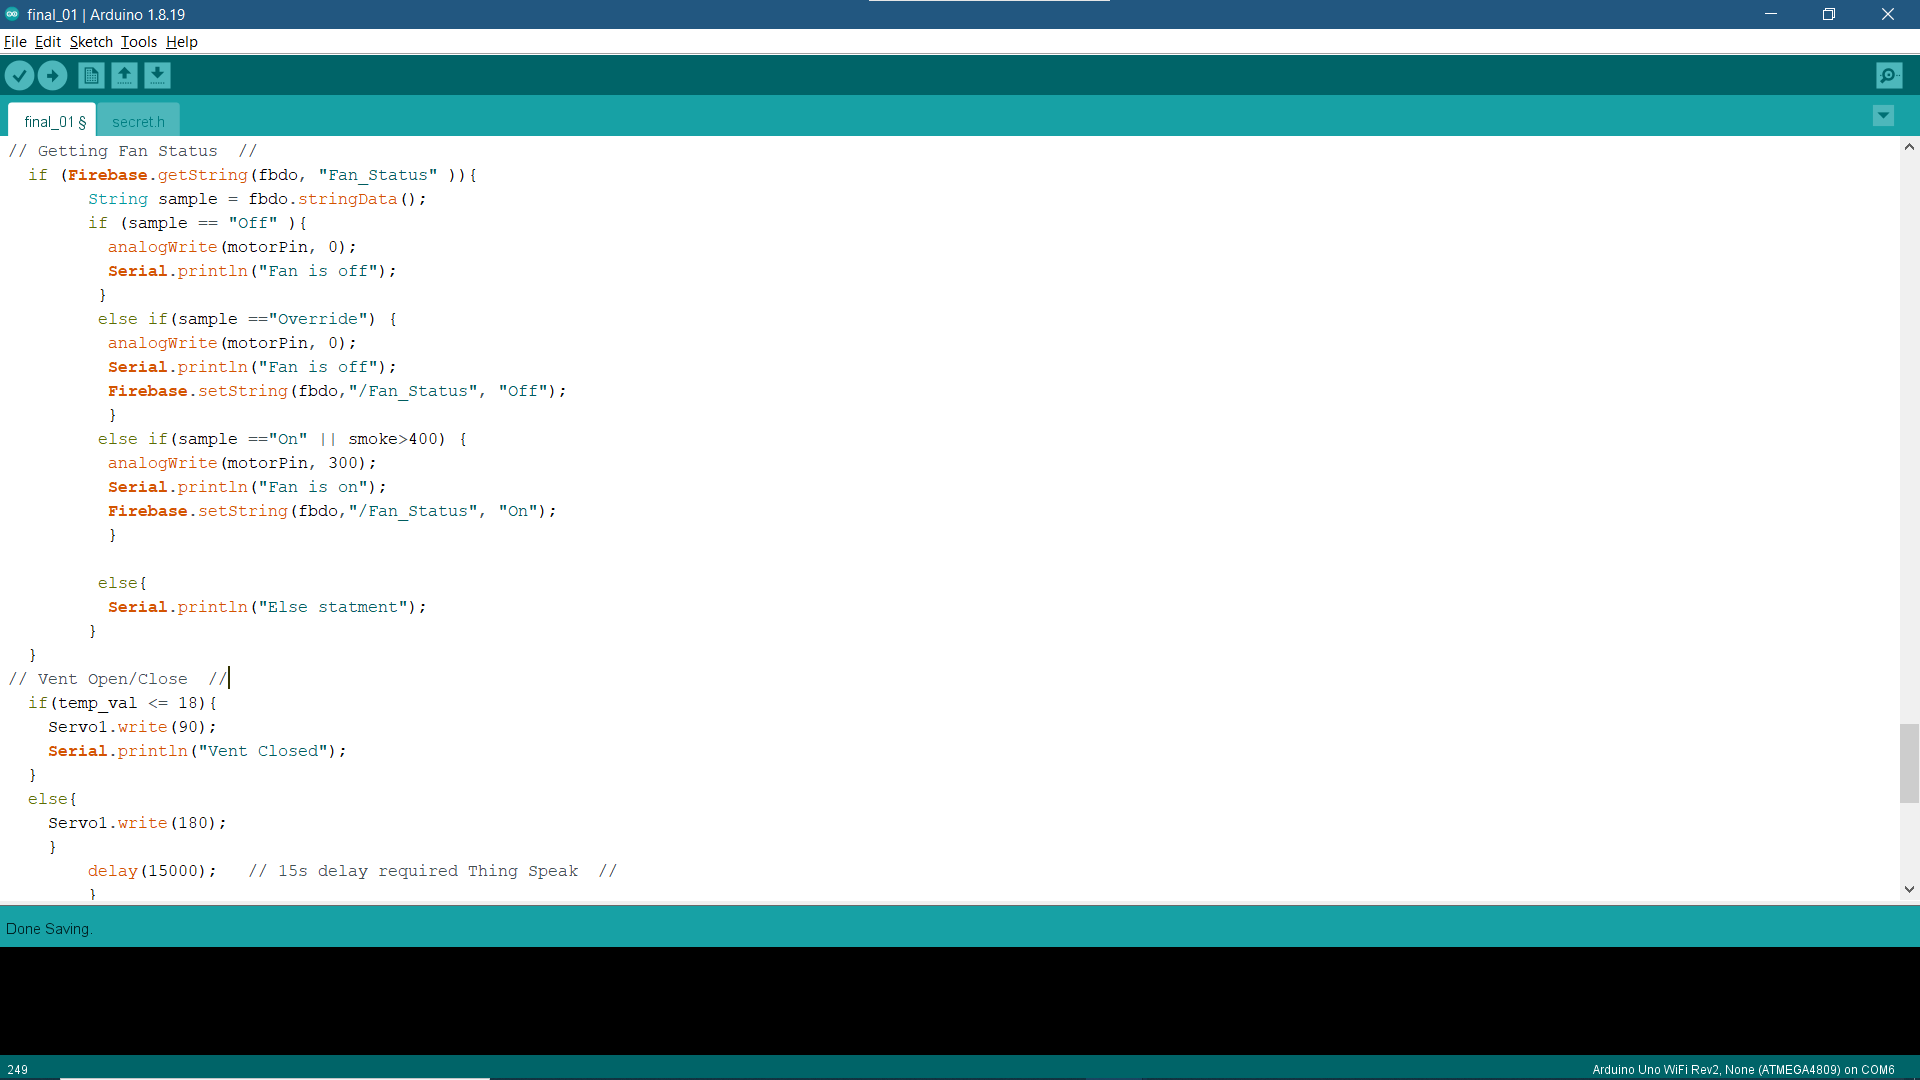 final_01 | Arduino 1.8.19
File Edit Sketch Tools Help
final_01 §
secret.h
// Getting Fan Status  //
  if (Firebase.getString(fbdo, "Fan_Status" )){
        String sample = fbdo.stringData();
        if (sample == "Off" ){
          analogWrite(motorPin, 0);
          Serial.println("Fan is off");
         }
         else if(sample =="Override") {
          analogWrite(motorPin, 0);
          Serial.println("Fan is off");
          Firebase.setString(fbdo,"/Fan_Status", "Off");
          }
         else if(sample =="On" || smoke>400) {
          analogWrite(motorPin, 300);
          Serial.println("Fan is on");
          Firebase.setString(fbdo,"/Fan_Status", "On");
          }
         else{
          Serial.println("Else statment");
        }
  }
// Vent Open/Close  //
  if(temp_val <= 18){
    Servo1.write(90);
    Serial.println("Vent Closed");
  }
  else{
    Servo1.write(180);
    }
        delay(15000);   // 15s delay required Thing Speak  //
        }
Done Saving.
249
Arduino Uno WiFi Rev2, None (ATMEGA4809) on COM6